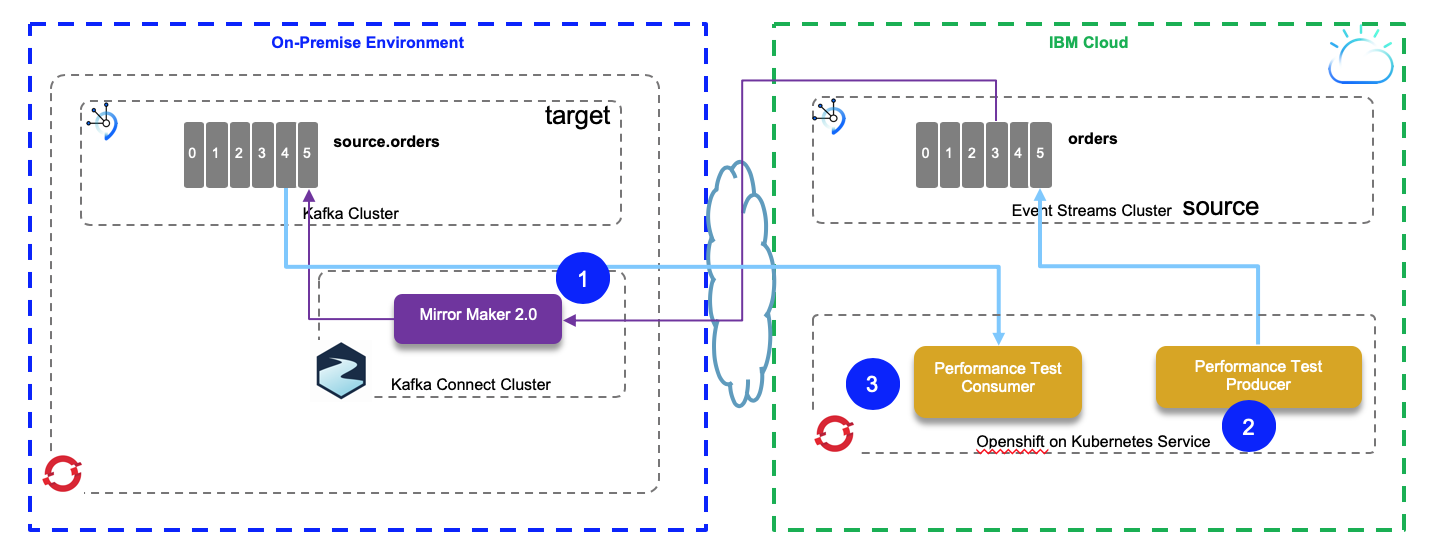 On-Premise Environment
target
0 1 2 3 4 5
source.orders
Kafka Cluster
1
Mirror Maker 2.0
Kafka Connect Cluster
IBM Cloud
0 1 2 3 4 5
orders
Event Streams Cluster source
3
Performance Test
Consumer
Performance Test
Producer
2
Openshift on Kubernetes Service